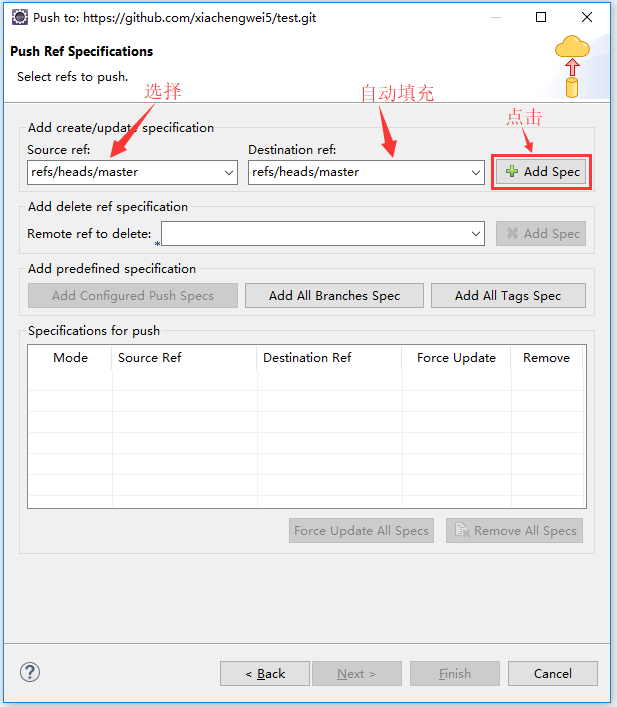 Push to: https://github.com/xiachengwei5/test.git
Push Ref Specifications
Select refs to push.
选择
自动填充
点击
Add create/update specification
Source ref:
Destination ref:
refs/heads/master
refs/heads/master
Add Spec
Add delete ref specification
Remote ref to delete:
*
Add Spec
Add predefined specification
Add Configured Push Specs
Add All Branches Spec
Add All Tags Spec
Specifications for push
Mode
Source Ref
Destination Ref
Force Update
Remove
Force Update All Specs
Remove All Specs
?
< Back
Next >
Finish
Cancel